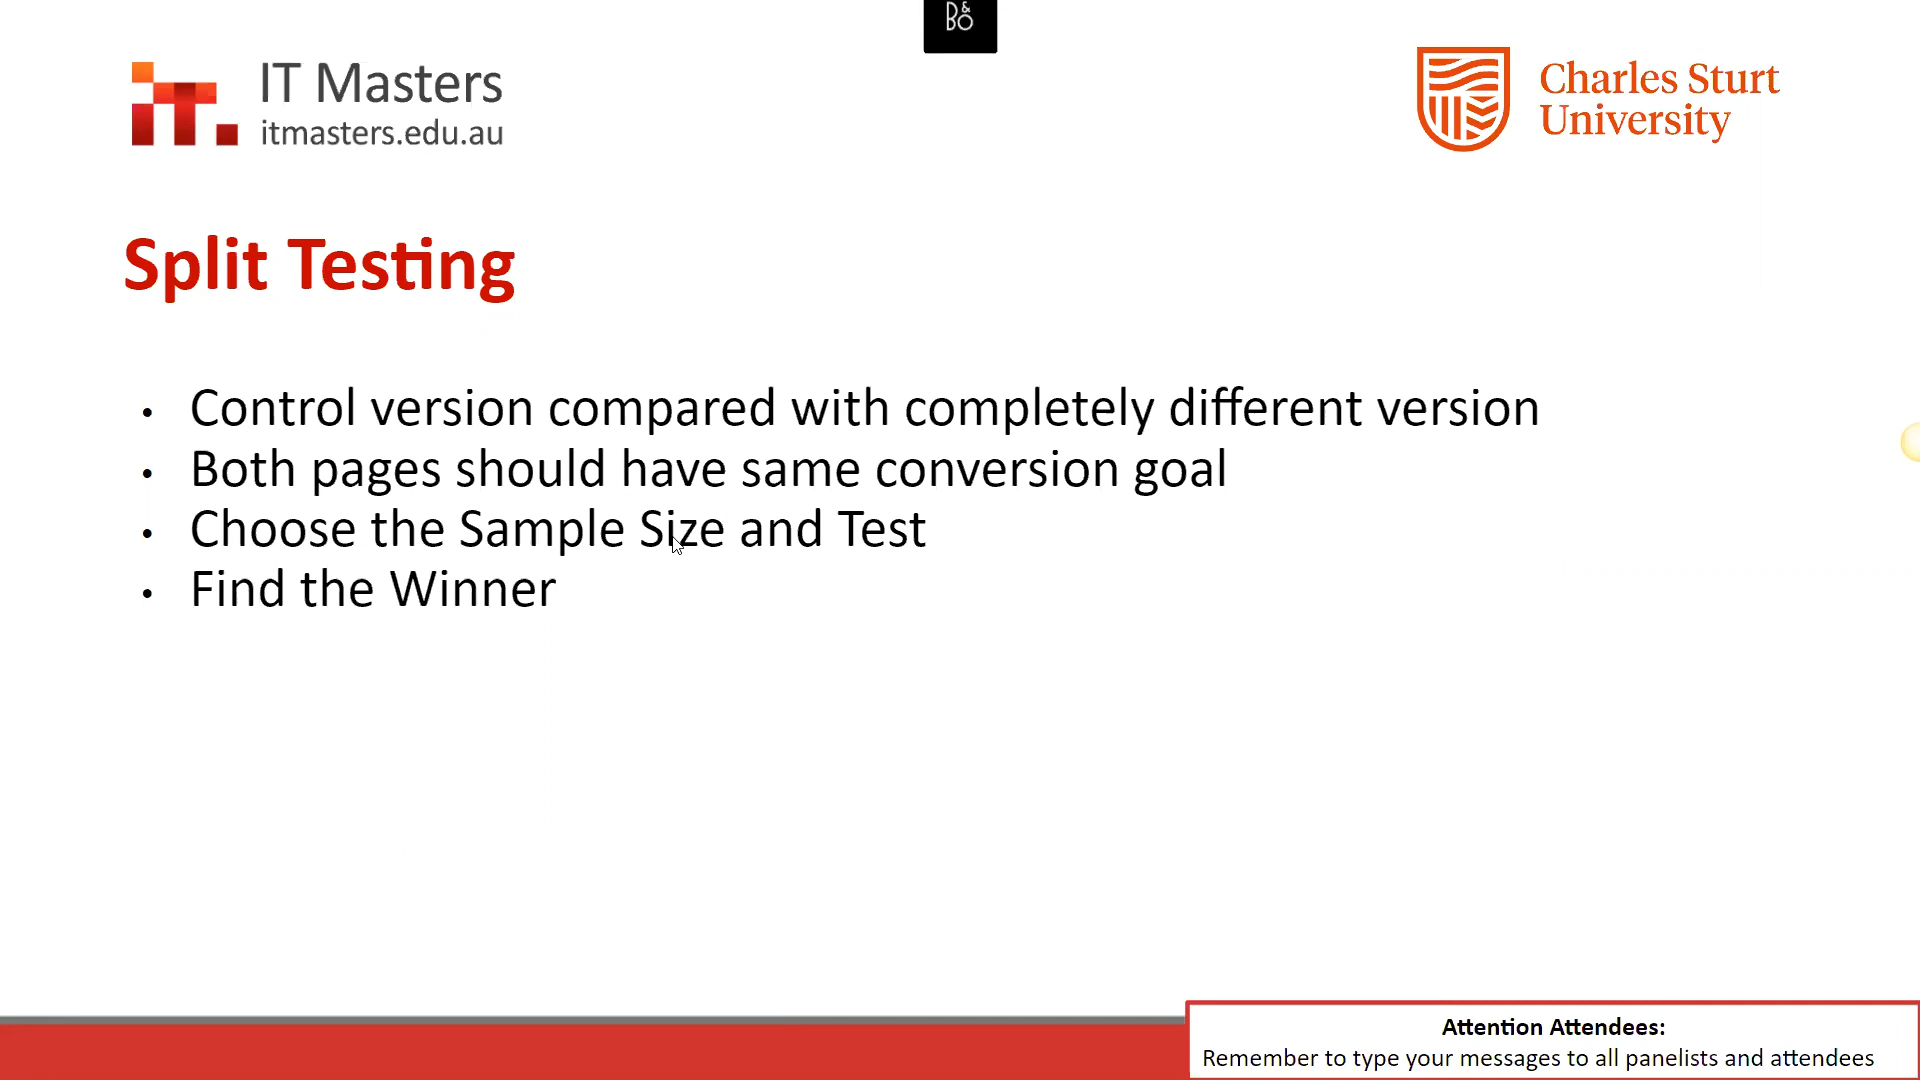 B&O
IT Masters
itmasters.edu.au
Charles Sturt
University
Split Testing
• Control version compared with completely different version
• Both pages should have same conversion goal
• Choose the Sample Size and Test
• Find the Winner
Attention Attendees:
Remember to type your messages to all panelists and attendees